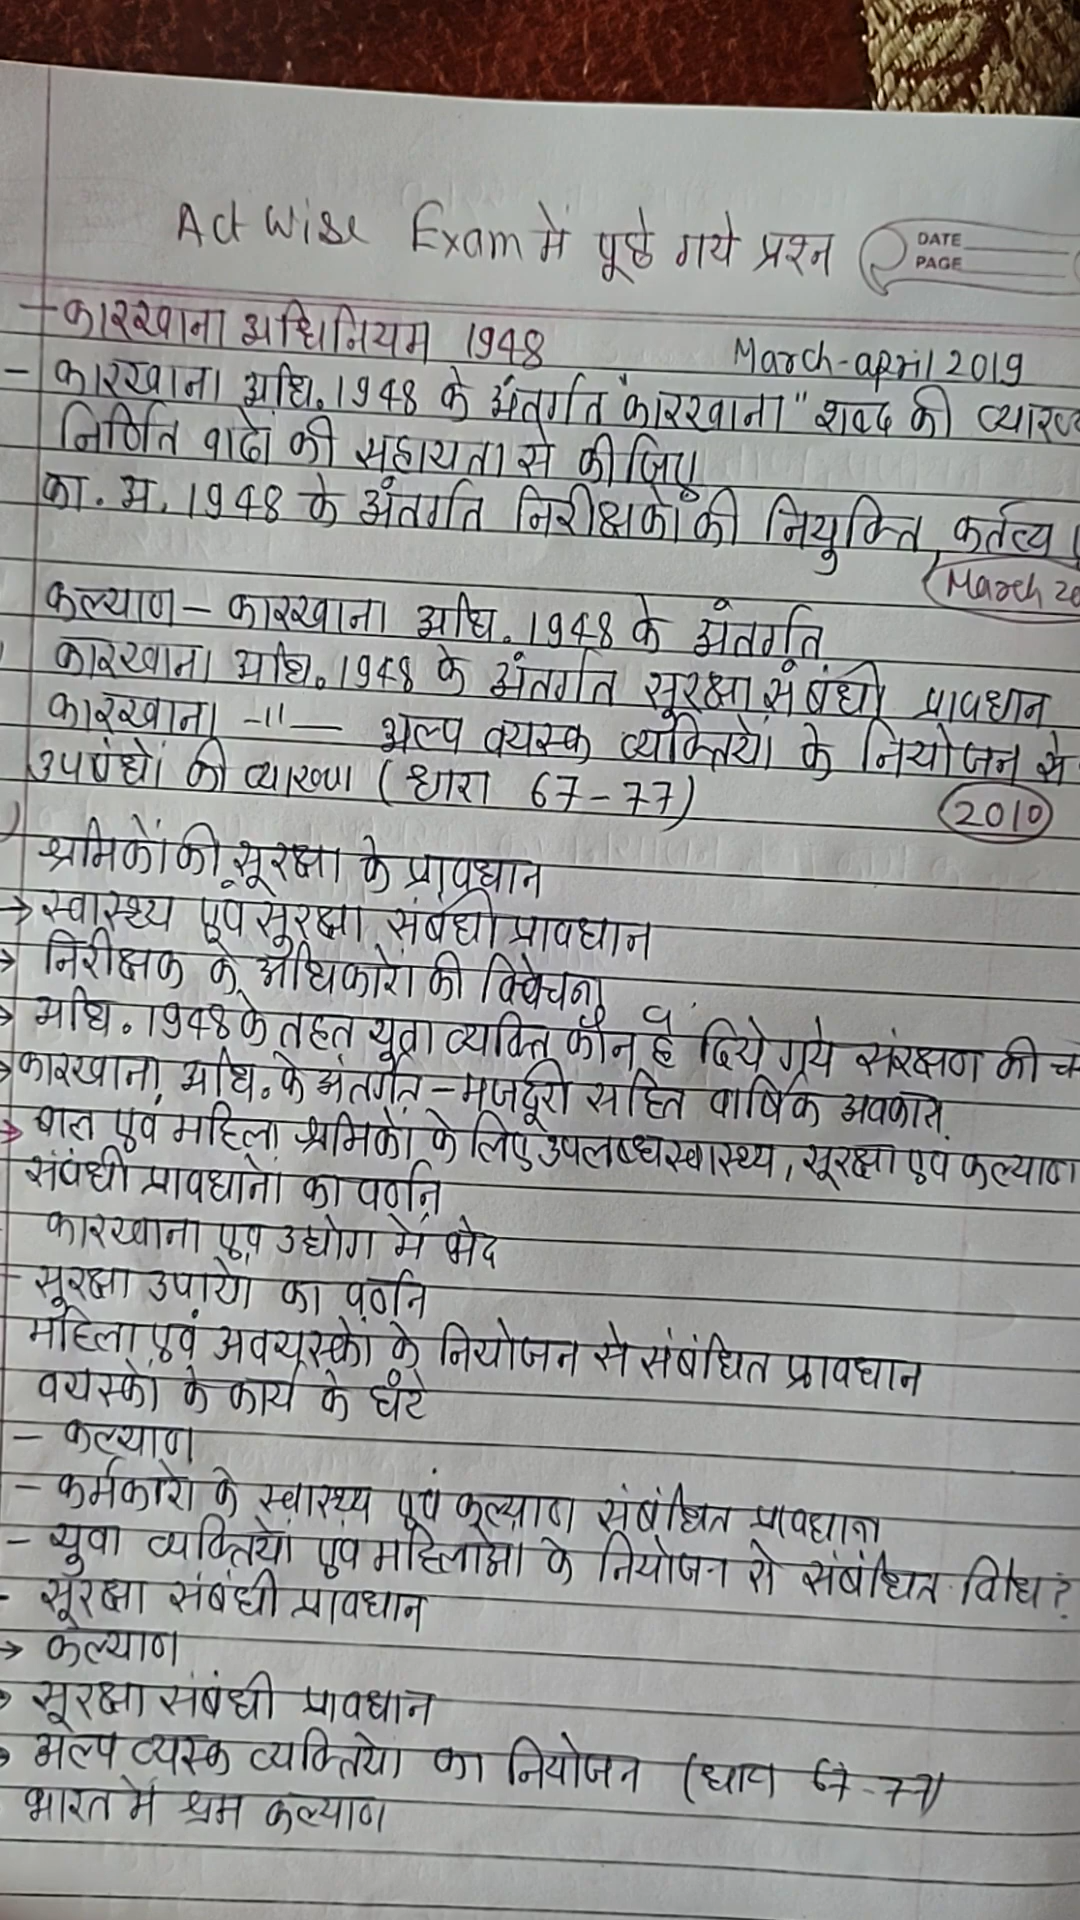 Act wise Exam में पूछे गये प्रश्न
DATE
PAGE
कारखाना अधिनियम 1948
March-april 2019
- कारखाना अधि. 1948 के अंतर्गत "कारखाना" शब्द की
निर्णित वादों की सहायता से कीजिए
का. अ. 1948 के अंतर्गत निरीक्षकों की नियुक्ति, कर्तव्य
March 20
कल्याण - कारखाना अधि. 1948 के अंतर्गत
कारखाना अधि. 1948 के अंतर्गत सुरक्षा संबंधी प्रावधान
कारखाना -"- अल्प वयस्क व्यक्तियों के नियोजन से
उपबंधों की व्याख्या (धारा 67-77)
2010
श्रमिकों की सुरक्षा के प्रावधान
→ स्वास्थ्य एवं सुरक्षा संबंधी प्रावधान
→ निरीक्षक के अधिकारों की विवेचना
→ अधि. 1948 के तहत युवा व्यक्ति कौन है दिये गये संरक्षण की
→ कारखाना अधि. के अंतर्गत - मजदूरी सहित वार्षिक अवकाश
→ बाल एवं महिला श्रमिकों के लिए उपलब्ध स्वास्थ्य, सुरक्षा एवं कल्याण
संबंधी प्रावधानों का वर्णन
कारखाना एवं उद्योग में भेद
- सुरक्षा उपायों का वर्णन
महिला एवं अवयस्कों के नियोजन से संबंधित प्रावधान
वयस्कों के कार्य के घंटे
- कल्याण
- कर्मकारों के स्वास्थ्य एवं कल्याण संबंधित प्रावधान
- युवा व्यक्तियों एवं महिलाओं के नियोजन से संबंधित विधि?
- सुरक्षा संबंधी प्रावधान
→ कल्याण
→ सुरक्षा संबंधी प्रावधान
→ अल्प व्यस्क व्यक्तियों का नियोजन (धारा 67-77)
भारत में श्रम कल्याण